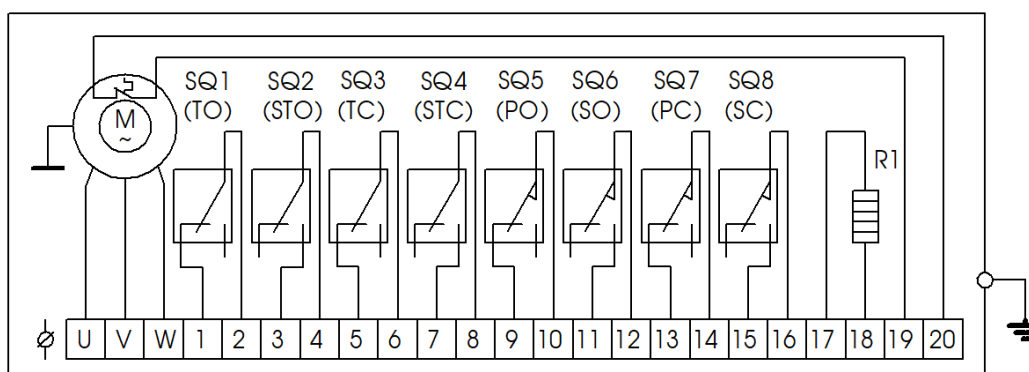 SQ1 SQ2 SQ3 SQ4 SQ5 SQ6 SQ7 SQ8
(TO) (STO) (TC) (STC) (PO) (SO) (PC) (SC)
M
~
R1
U V W 1 2 3 4 5 6 7 8 9 10 11 12 13 14 15 16 17 18 19 20